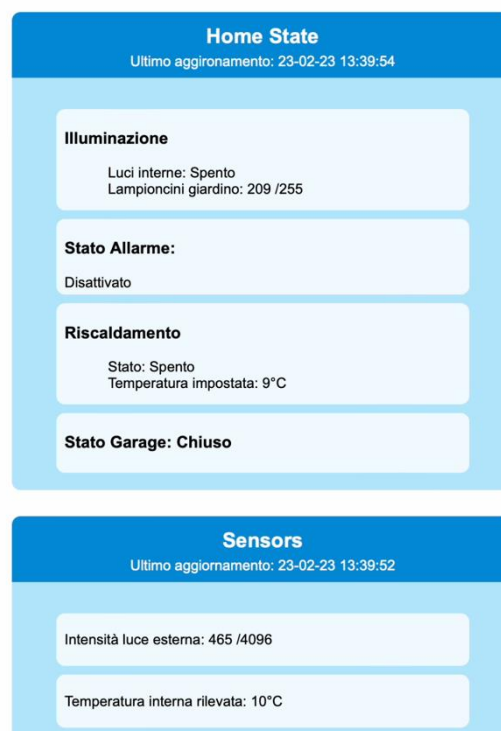 Home State
Ultimo aggironamento: 23-02-23 13:39:54
Illuminazione
Luci interne: Spento
Lampioncini giardino: 209 /255
Stato Allarme:
Disattivato
Riscaldamento
Stato: Spento
Temperatura impostata: 9°C
Stato Garage: Chiuso
Sensors
Ultimo aggiornamento: 23-02-23 13:39:52
Intensità luce esterna: 465 /4096
Temperatura interna rilevata: 10°C